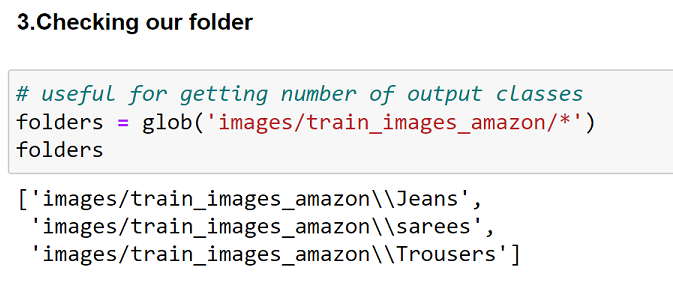 3.Checking our folder
# useful for getting number of output classes
folders = glob('images/train_images_amazon/*')
folders
['images/train_images_amazon\\Jeans',
'images/train_images_amazon\\sarees',
'images/train_images_amazon\\Trousers']